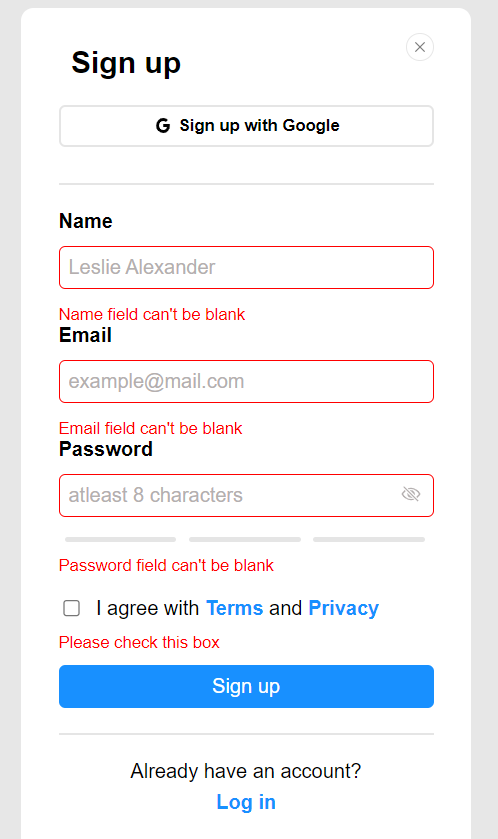 Sign up
Sign up with Google
Name
Leslie Alexander
Name field can't be blank
Email
example@mail.com
Email field can't be blank
Password
atleast 8 characters
Password field can't be blank
I agree with Terms and Privacy
Please check this box
Sign up
Already have an account?
Log in